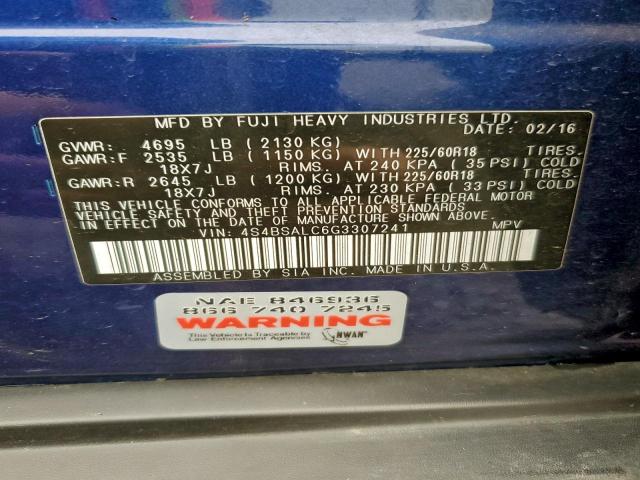 MFD BY FUJI HEAVY INDUSTRIES LTD.
DATE: 02/16
GVWR: 4695 LB (2130 KG)
GAWR:F 2535 LB (1150 KG) WITH 225/60R18 TIRES.
18X7J RIMS. AT 240 KPA (35 PSI) COLD
GAWR:R 2645 LB (1200 KG) WITH 225/60R18 TIRES.
18X7J RIMS. AT 230 KPA (33 PSI) COLD
THIS VEHICLE CONFORMS TO ALL APPLICABLE FEDERAL MOTOR
VEHICLE SAFETY AND THEFT PREVENTION STANDARDS
IN EFFECT ON THE DATE OF MANUFACTURE SHOWN ABOVE.
VIN: 4S4BSALC6G3307241 MPV
ASSEMBLED BY SIA INC. MADE IN U.S.A.
NAE 846936
866 740 7245
WARNING
This Vehicle is Traceable by
Law Enforcement Agencies
NWAN